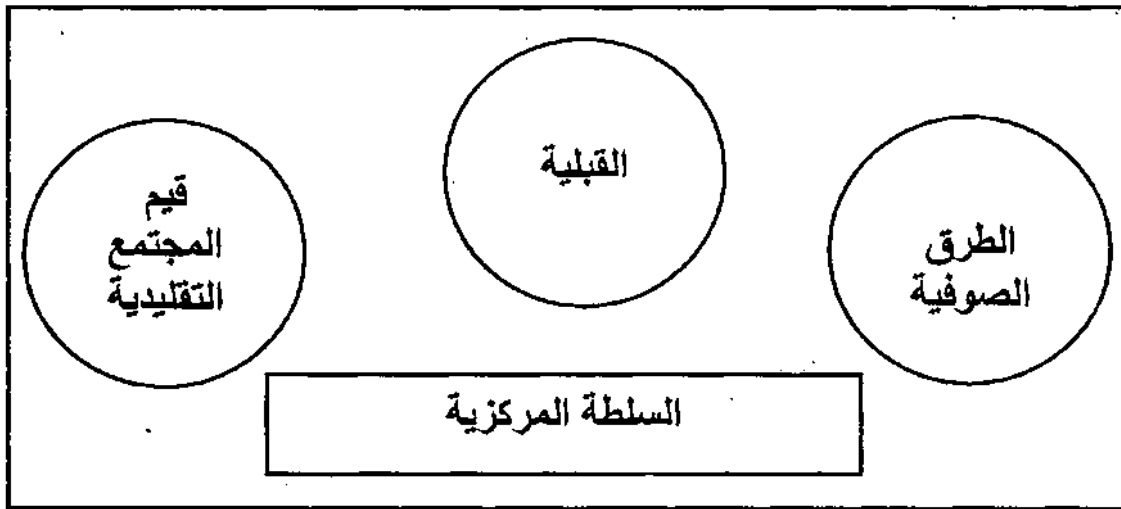 القبلية
الطرق
الصوفية
قيم
المجتمع
التقليدية
السلطة المركزية